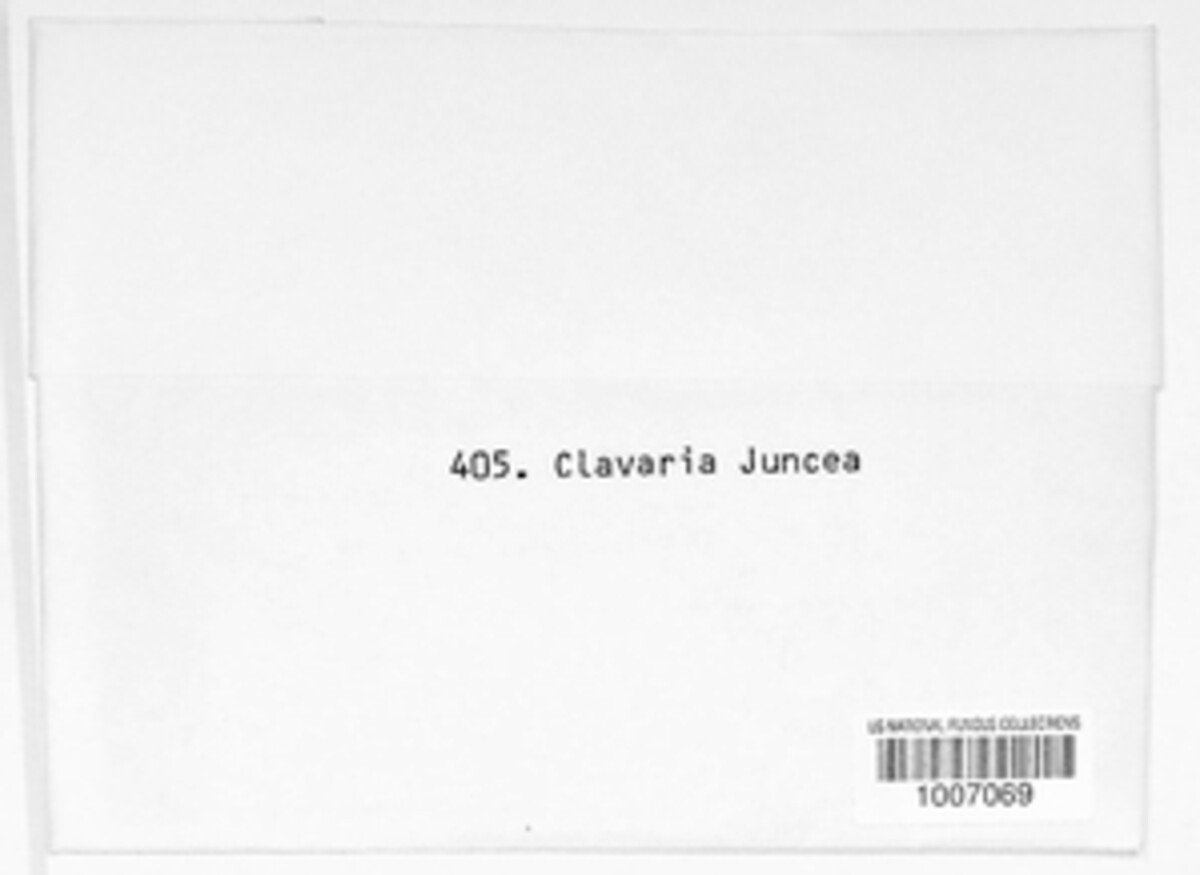 405. Clavaria Juncea
US NATIONAL FUNGUS COLLECTIONS
1007069